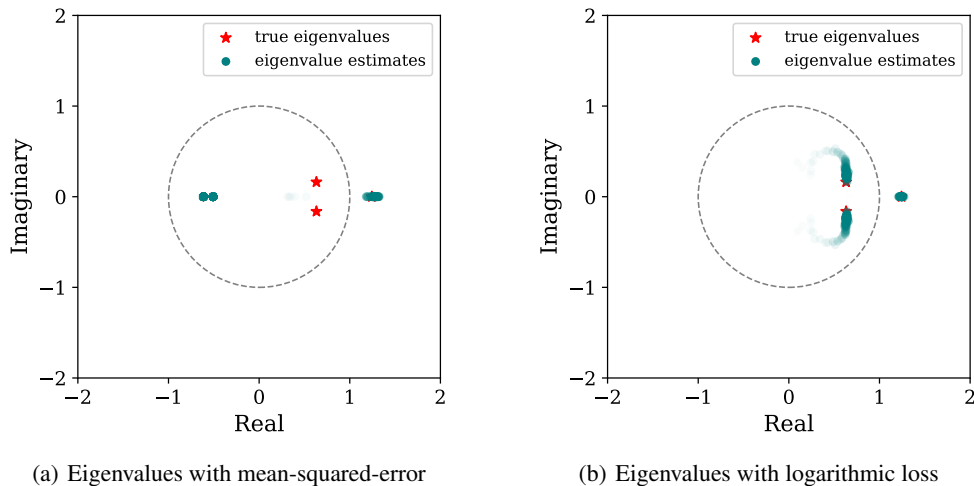 2
1
0
−1
−2
Imaginary
true eigenvalues
eigenvalue estimates
−2
−1
0
1
2
Real
(a) Eigenvalues with mean-squared-error
2
1
0
−1
−2
Imaginary
true eigenvalues
eigenvalue estimates
−2
−1
0
1
2
Real
(b) Eigenvalues with logarithmic loss